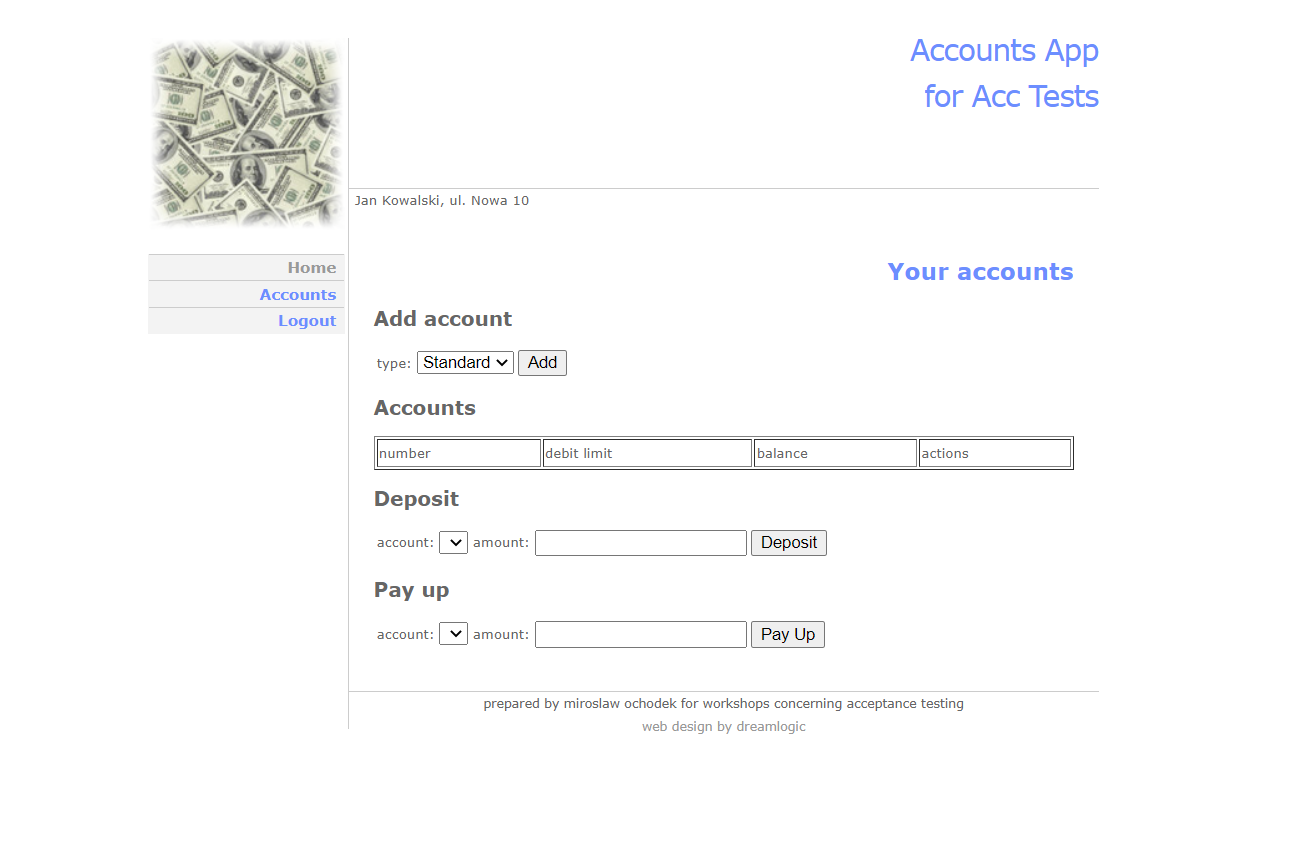 Accounts App
for Acc Tests
Jan Kowalski, ul. Nowa 10
Home
Accounts
Logout
Your accounts
Add account
type: Standard Add
Accounts
number debit limit balance actions
Deposit
account: amount: Deposit
Pay up
account: amount: Pay Up
prepared by miroslaw ochodek for workshops concerning acceptance testing
web design by dreamlogic